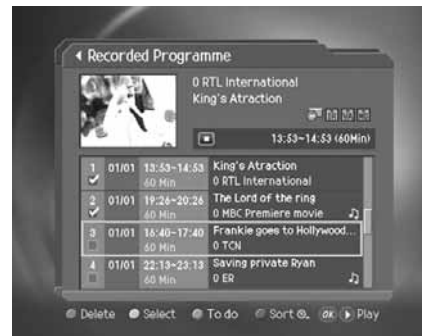 Recorded Programme
0 RTL International
King's Atraction
13:53~14:53 (60Min)
1 01/01 13:53~14:53 King's Atraction
60 Min 0 RTL International
2 01/01 19:26~20:26 The Lord of the ring
60 Min 0 MBC Premiere movie
3 01/01 16:40~17:40 Frankie goes to Hollywood...
60 Min 0 TCN
4 01/01 22:13~23:13 Saving private Ryan
60 Min 0 ER
Delete Select To do Sort OK Play